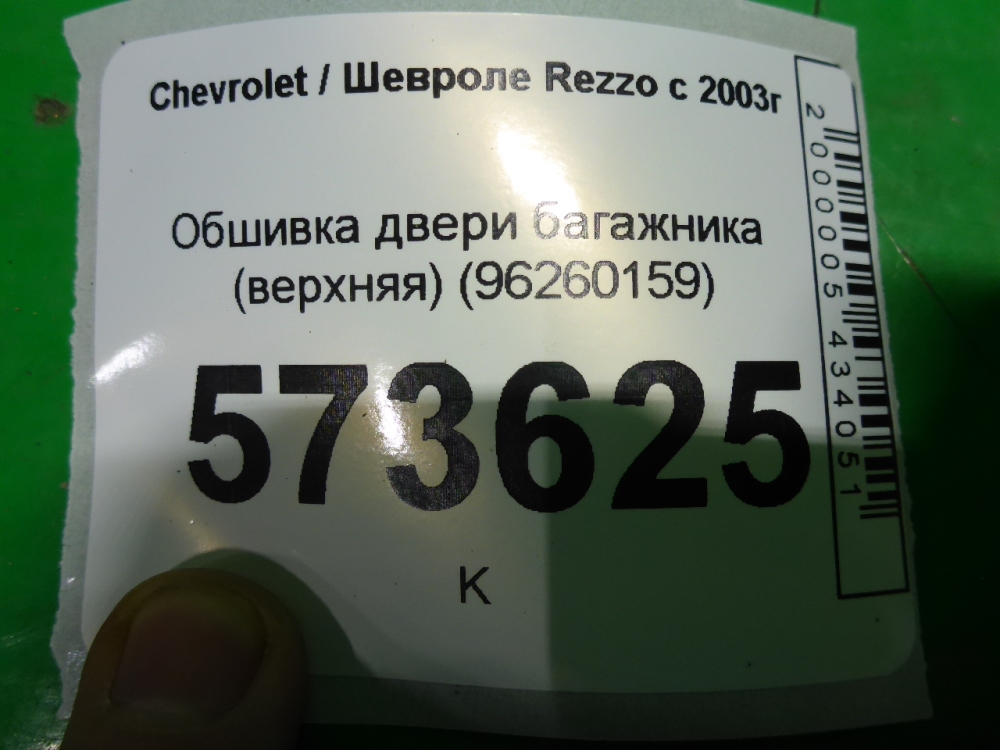 Chevrolet / Шевроле Rezzo с 2003г
Обшивка двери багажника
(верхняя) (96260159)
573625
К
2000005434051